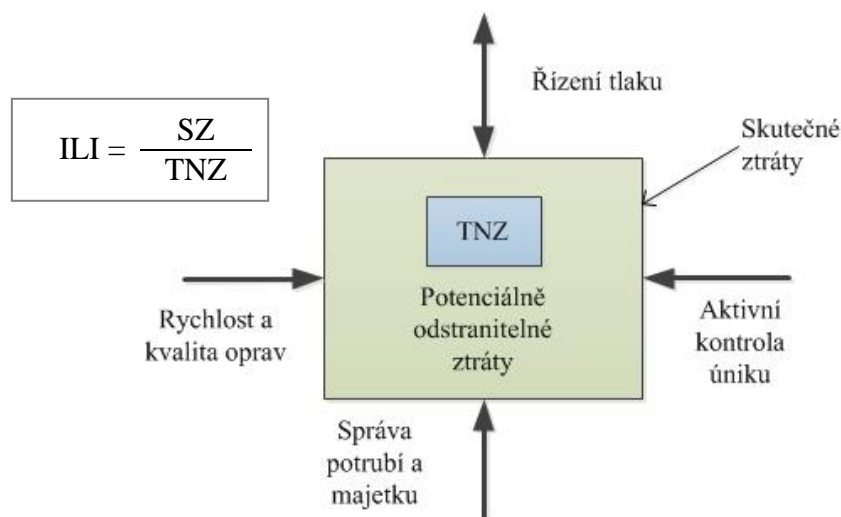 Řízení tlaku
ILI = SZ
TNZ
Skutečné
ztráty
TNZ
Potenciálně
odstranitelné
ztráty
Rychlost a
kvalita oprav
Aktivní
kontrola
úniku
Správa
potrubí a
majetku